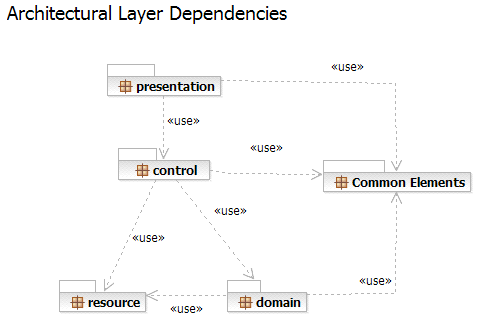 Architectural Layer Dependencies
«use»
presentation
«use»
«use»
control
Common Elements
«use»
«use»
«use»
resource
«use»
domain